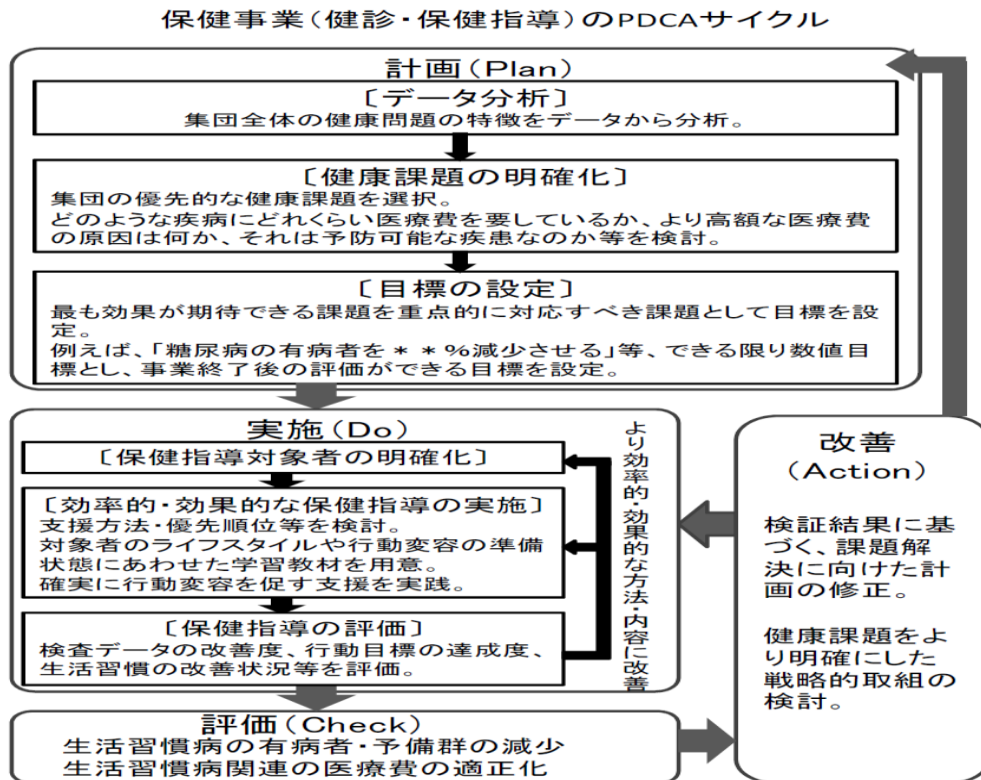 保健事業(健診・保健指導)のPDCAサイクル
計画(Plan)
〔データ分析〕
集団全体の健康問題の特徴をデータから分析。
〔健康課題の明確化〕
集団の優先的な健康課題を選択。
どのような疾病にどれくらい医療費を要しているか、より高額な医療費
の原因は何か、それは予防可能な疾患なのか等を検討。
〔目標の設定〕
最も効果が期待できる課題を重点的に対応すべき課題として目標を設
定。
例えば、「糖尿病の有病者を**%減少させる」等、できる限り数値目
標とし、事業終了後の評価ができる目標を設定。
実施(Do)
〔保健指導対象者の明確化〕
〔効率的・効果的な保健指導の実施〕
支援方法・優先順位等を検討。
対象者のライフスタイルや行動変容の準備
状態にあわせた学習教材を用意。
確実に行動変容を促す支援を実践。
〔保健指導の評価〕
検査データの改善度、行動目標の達成度、
生活習慣の改善状況等を評価。
より効率的・効果的な方法・内容に改善
評価(Check)
生活習慣病の有病者・予備群の減少
生活習慣病関連の医療費の適正化
改善
(Action)
検証結果に基
づく、課題解
決に向けた計
画の修正。
健康課題をよ
り明確にした
戦略的取組の
検討。